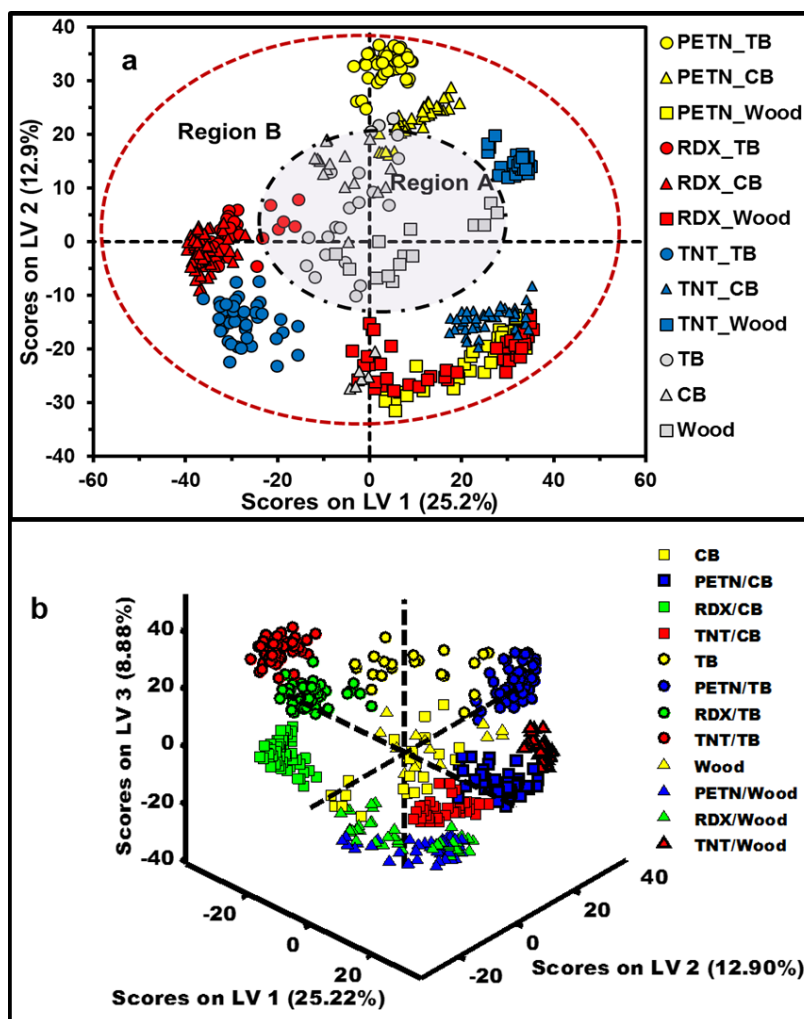 a
Region B
Region A
40
30
20
10
0
-10
-20
-30
-40
Scores on LV 2 (12.9%)
-60
-40
-20
0
20
40
60
Scores on LV 1 (25.2%)
PETN_TB
PETN_CB
PETN_Wood
RDX_TB
RDX_CB
RDX_Wood
TNT_TB
TNT_CB
TNT_Wood
TB
CB
Wood
b
Scores on LV 3 (8.88%)
40
20
0
-20
-40
-20
0
20
Scores on LV 1 (25.22%)
-20
0
20
40
Scores on LV 2 (12.90%)
CB
PETN/CB
RDX/CB
TNT/CB
TB
PETN/TB
RDX/TB
TNT/TB
Wood
PETN/Wood
RDX/Wood
TNT/Wood